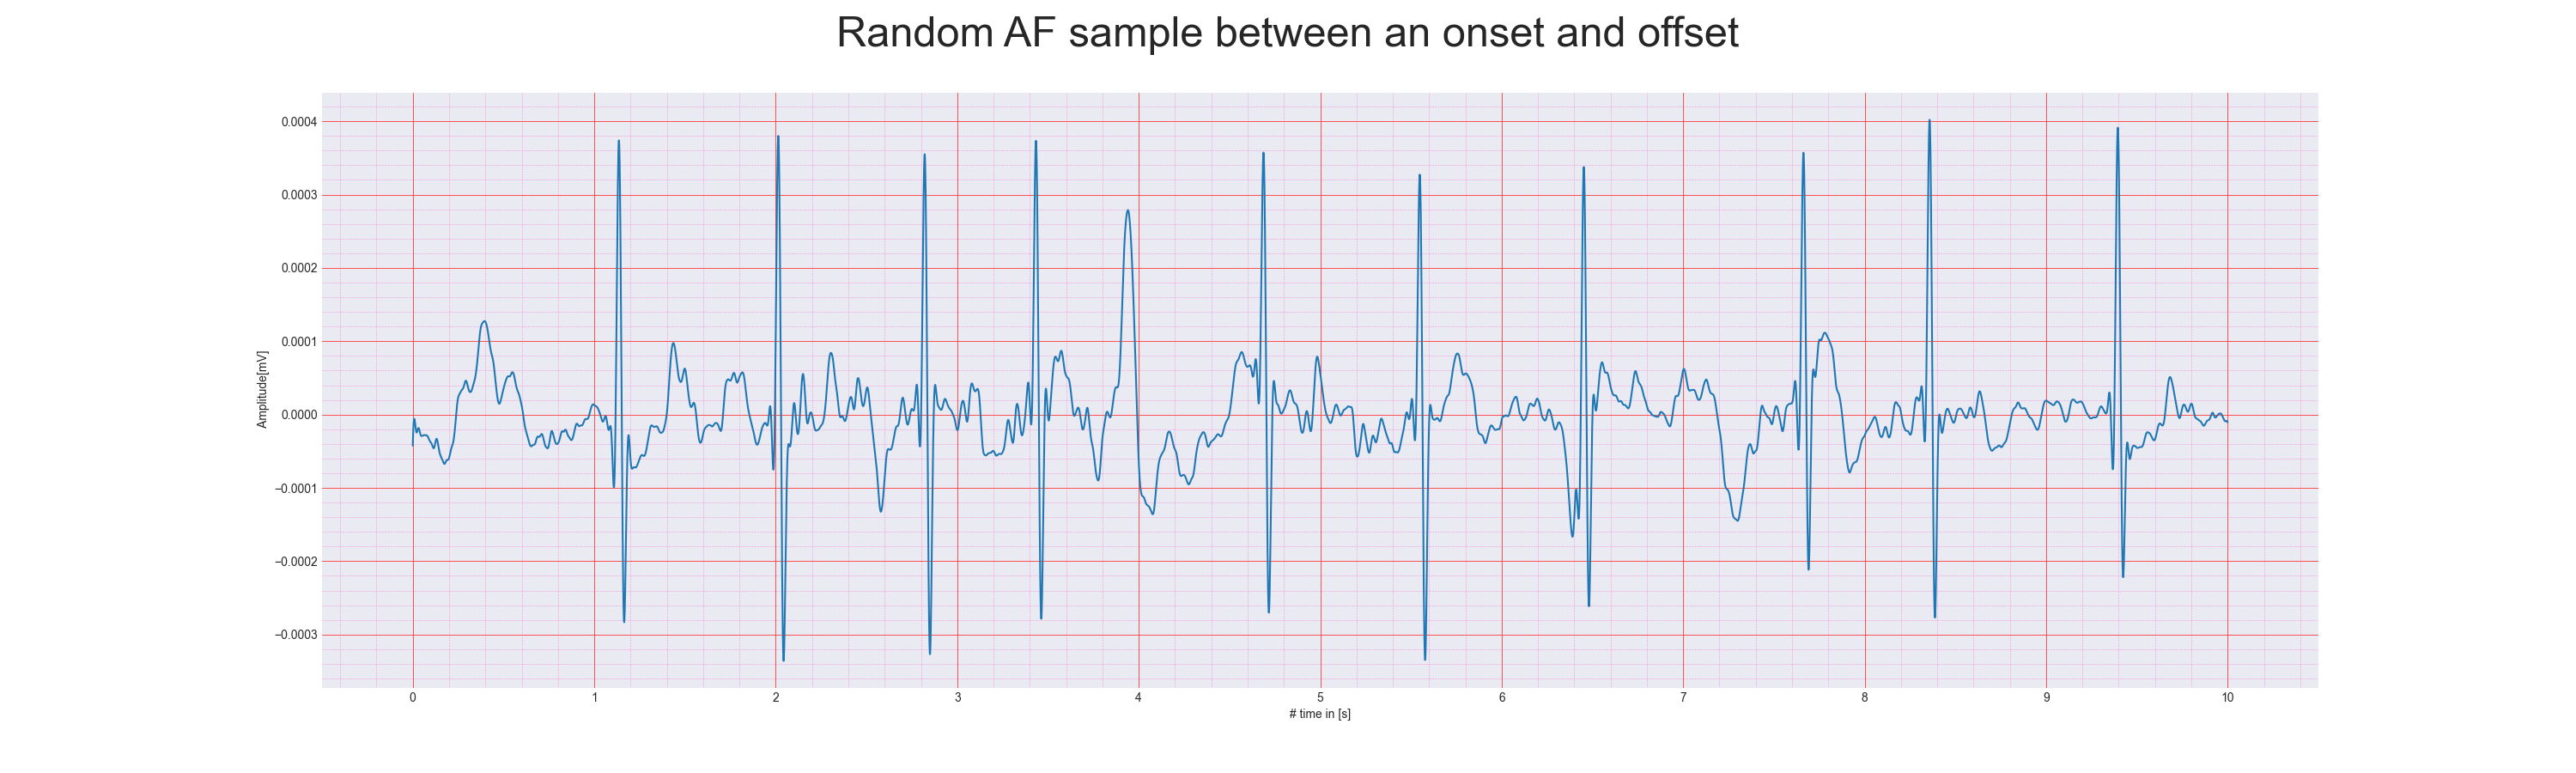 Random AF sample between an onset and offset
0.0004
0.0003
0.0002
0.0001
0.0000
−0.0001
−0.0002
−0.0003
Amplitude[mV]
0 1 2 3 4 5 6 7 8 9 10
# time in [s]